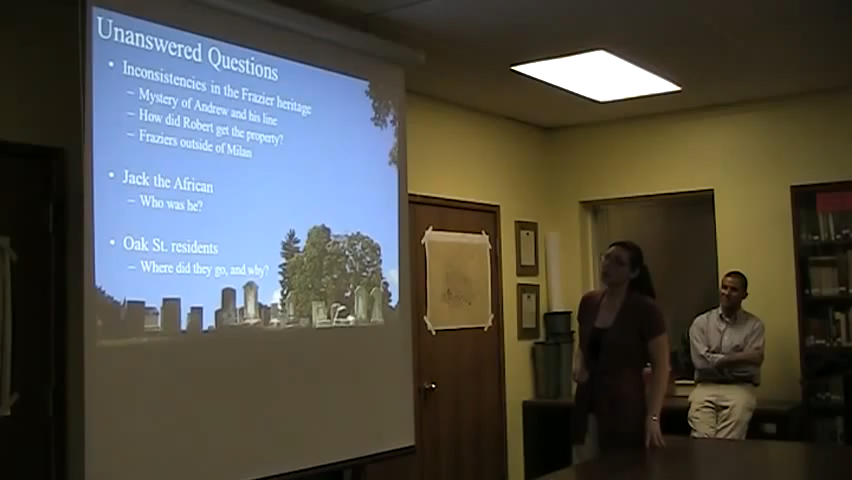 Unanswered Questions
• Inconsistencies in the Frazier heritage
– Mystery of Andrew and his line
– How did Robert get the property?
– Fraziers outside of Milan
• Jack the African
– Who was he?
• Oak St. residents
– Where did they go, and why?